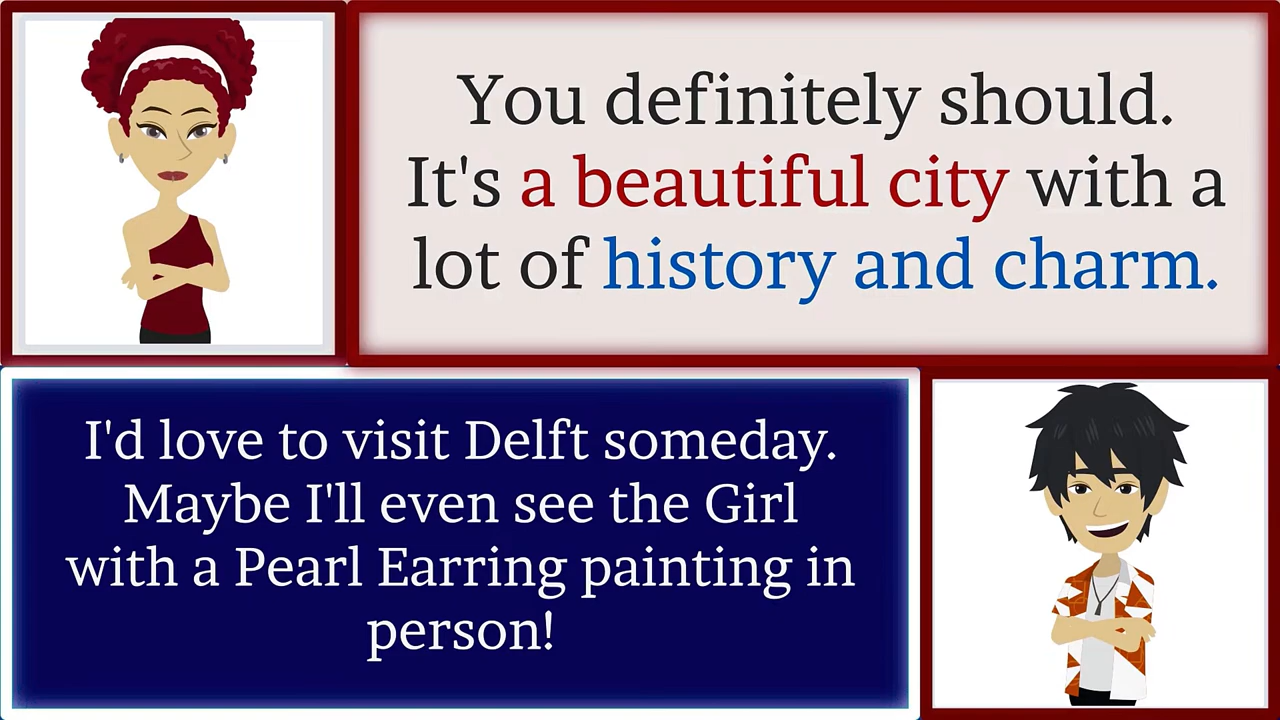 You definitely should.
It's a beautiful city with a
lot of history and charm.
I'd love to visit Delft someday.
Maybe I'll even see the Girl
with a Pearl Earring painting in
person!